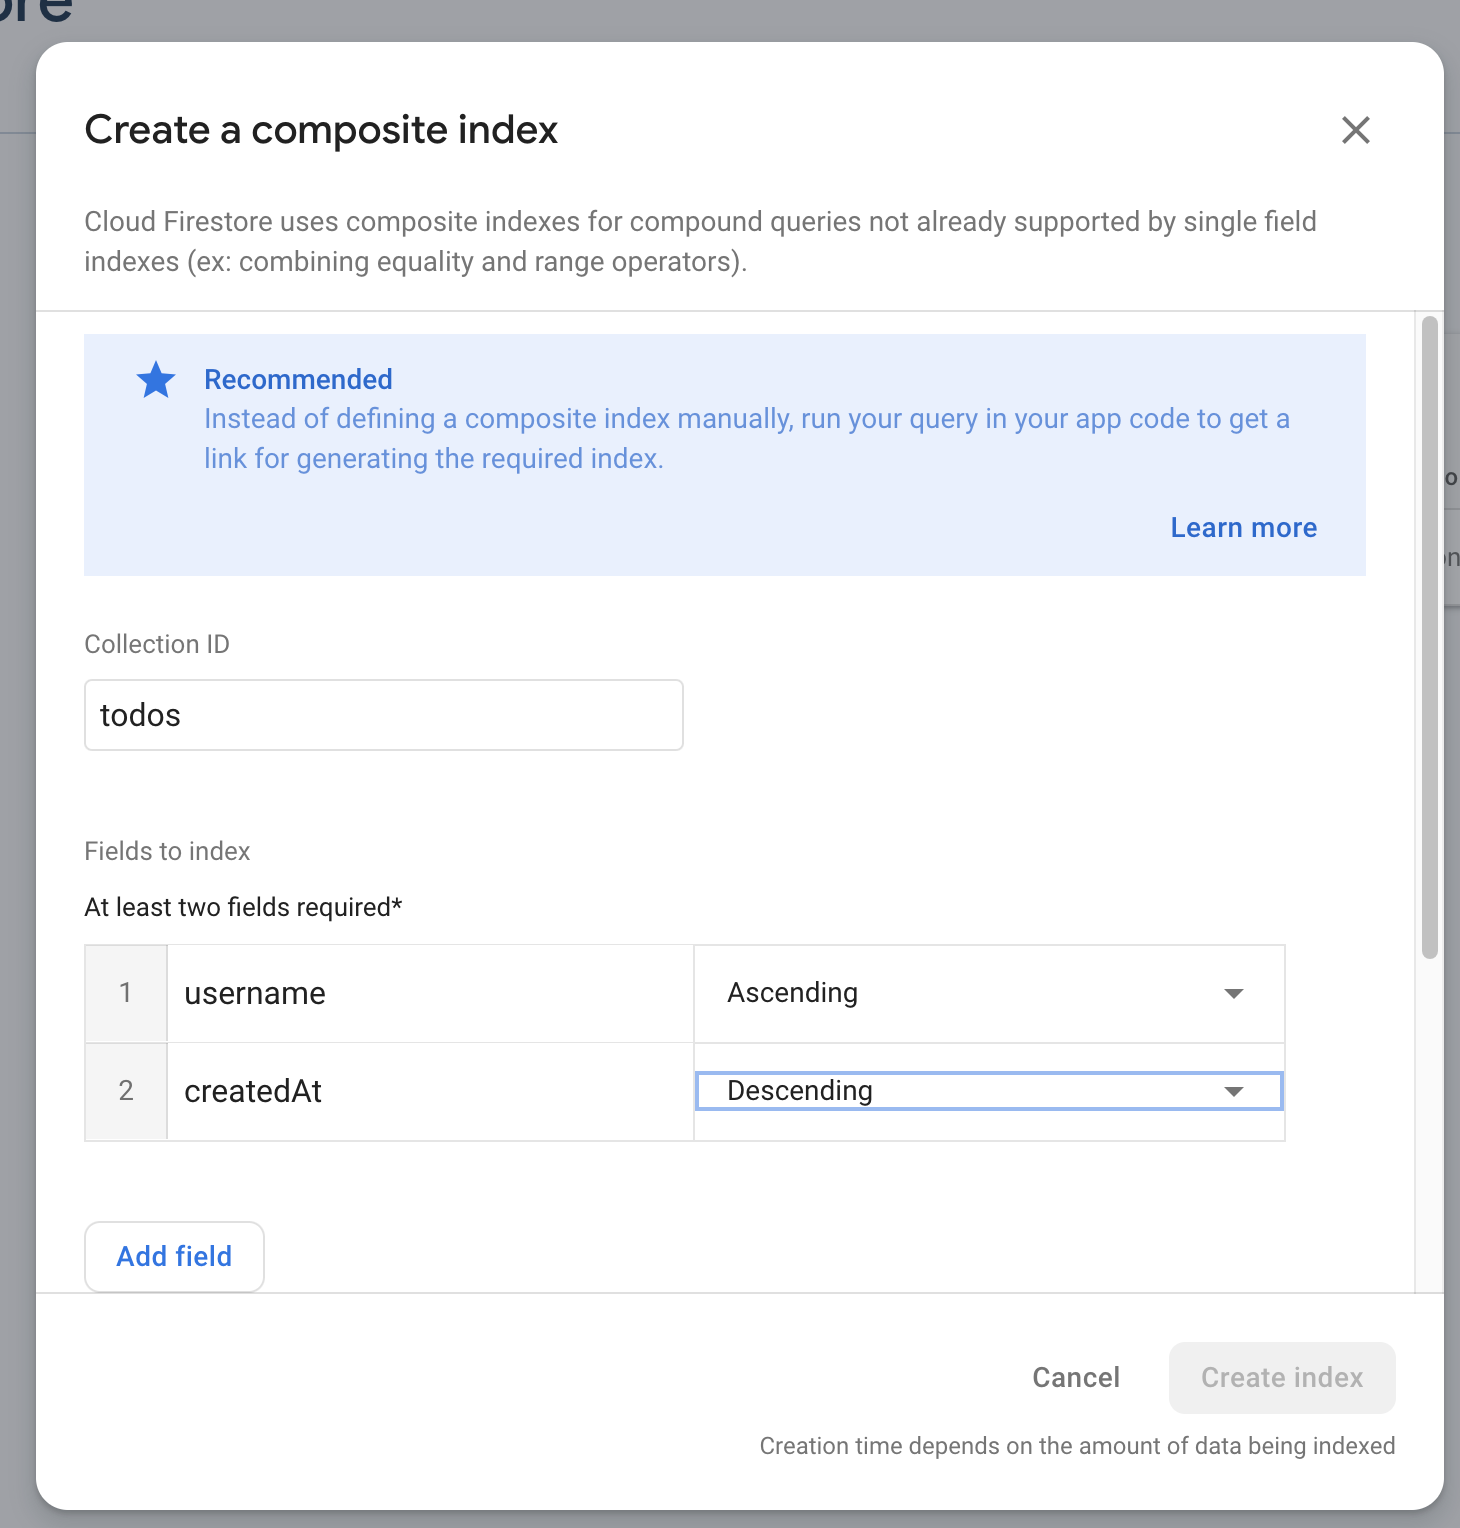 ore
Create a composite index
Cloud Firestore uses composite indexes for compound queries not already supported by single field
indexes (ex: combining equality and range operators).
Recommended
Instead of defining a composite index manually, run your query in your app code to get a
link for generating the required index.
Learn more
Collection ID
todos
Fields to index
At least two fields required*
1 username Ascending
2 createdAt Descending
Add field
Cancel Create index
Creation time depends on the amount of data being indexed